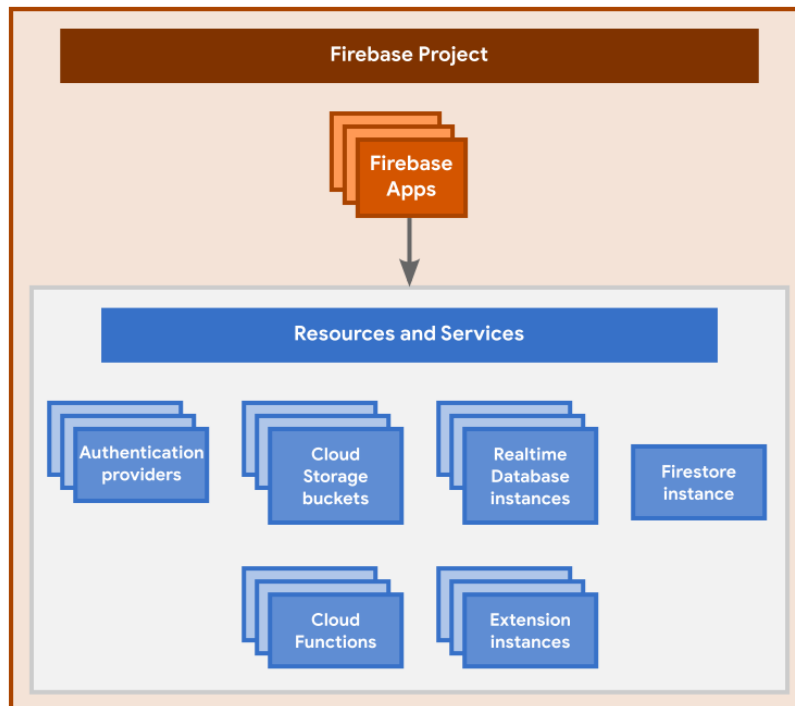 Firebase Project
Firebase
Apps
Resources and Services
Authentication
providers
Cloud
Storage
buckets
Realtime
Database
instances
Firestore
instance
Cloud
Functions
Extension
instances